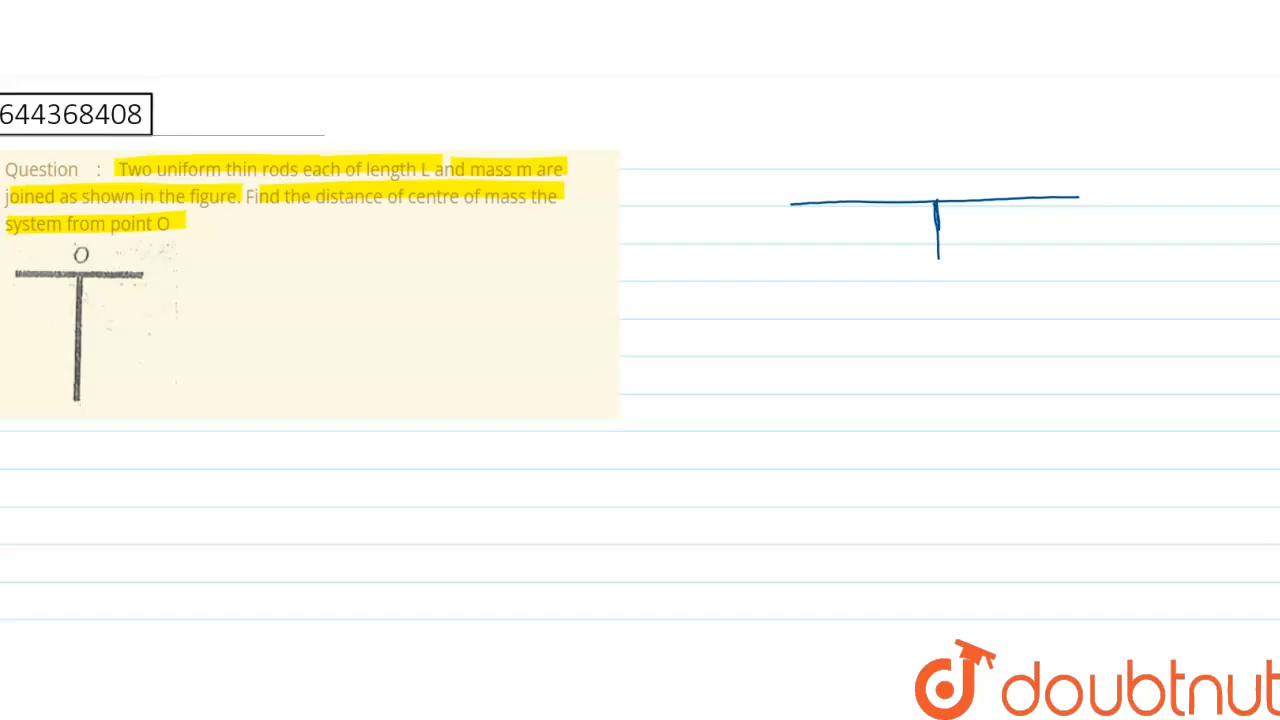 644368408
Question : Two uniform thin rods each of length L and mass m are
joined as shown in the figure. Find the distance of centre of mass the
system from point O
O
doubtnut